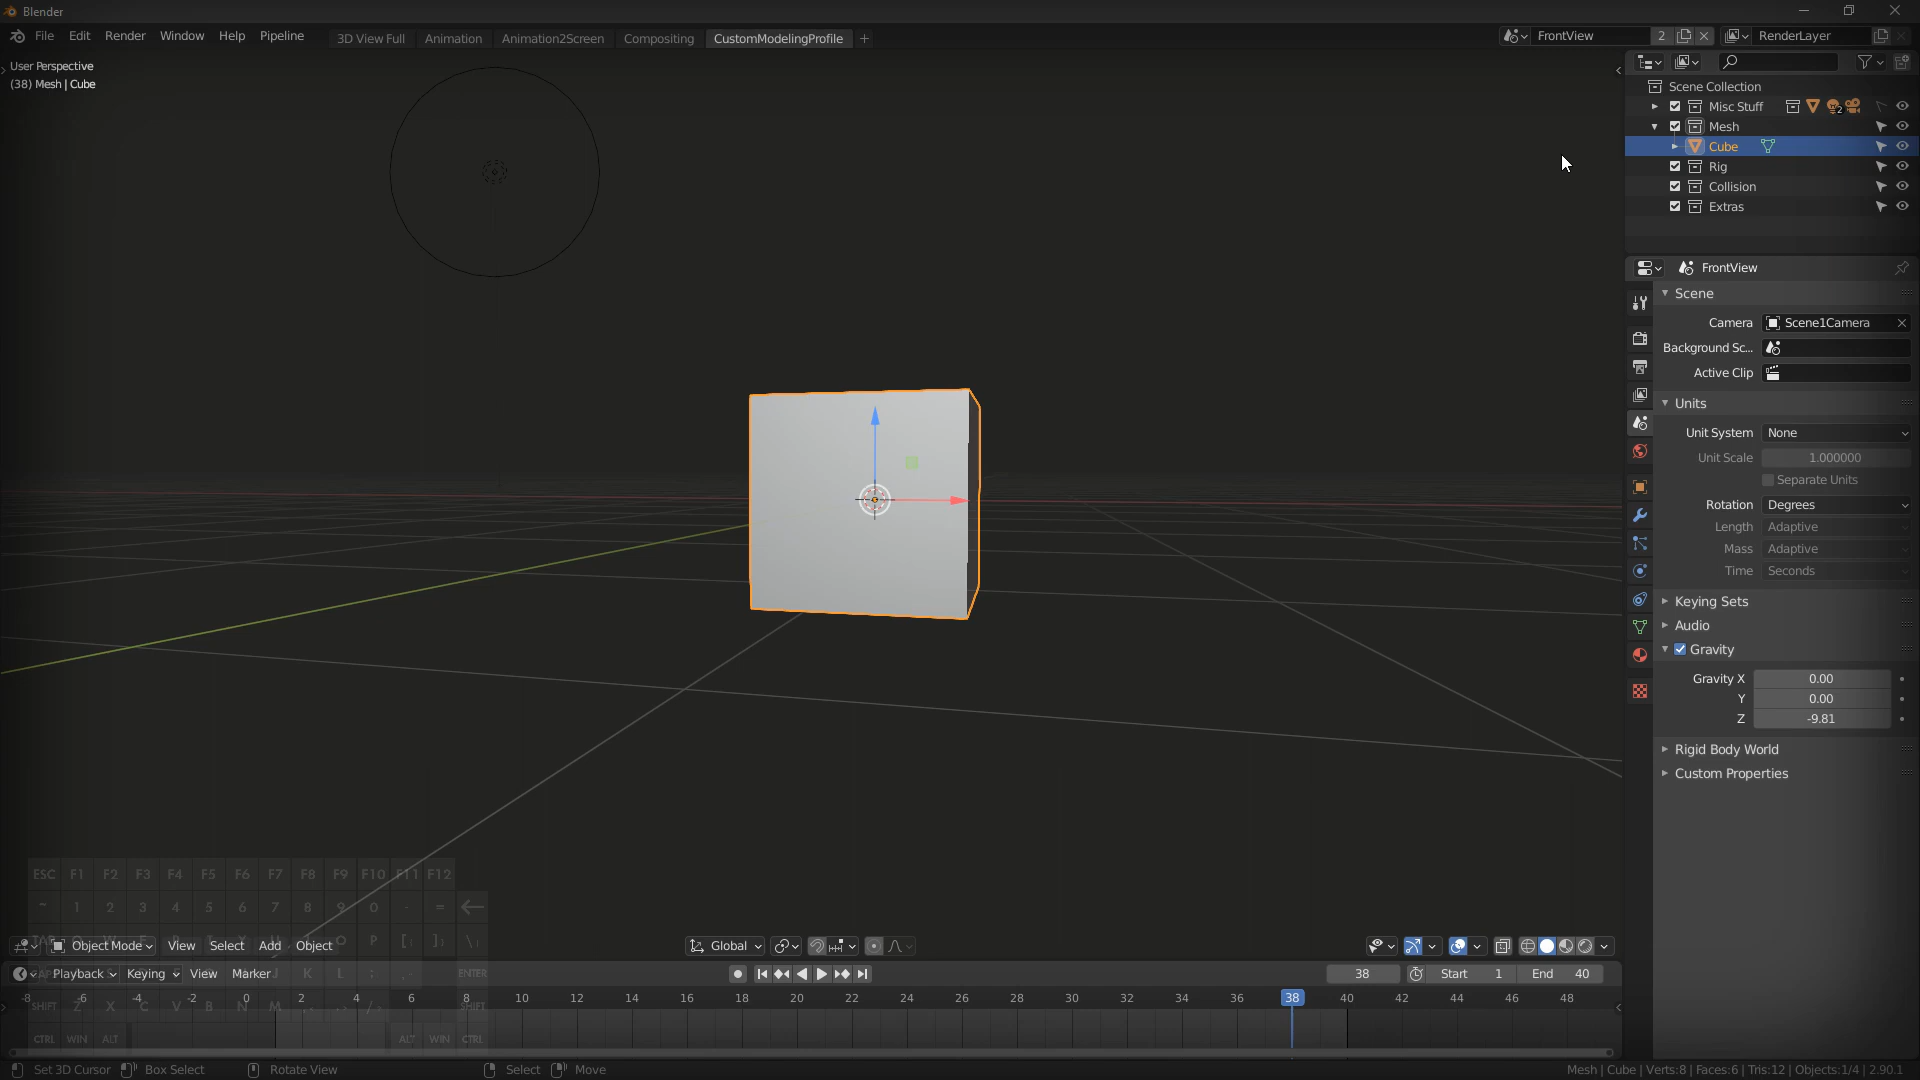 Blender
File Edit Render Window Help Pipeline 3D View Full Animation Animation2Screen Compositing CustomModelingProfile + FrontView 2 RenderLayer
User Perspective
(38) Mesh | Cube
Scene Collection
Misc Stuff 2
Mesh
Cube
Rig
Collision
Extras
FrontView
Scene
Camera Scene1Camera
Background Sc...
Active Clip
Units
Unit System None
Unit Scale 1.000000
Separate Units
Rotation Degrees
Length Adaptive
Mass Adaptive
Time Seconds
Keying Sets
Audio
Gravity
Gravity X 0.00
Y 0.00
Z -9.81
Rigid Body World
Custom Properties
ESC F1 F2 F3 F4 F5 F6 F7 F8 F9 F10 F11 F12
~ 1 2 3 4 5 6 7 8 9 0 - =
O P [ ] \
Object Mode View Select Add Object Global
K L ENTER
Playback Keying View Marker 38 Start 1 End 40
-8 -6 -4 -2 0 2 4 6 8 10 12 14 16 18 20 22 24 26 28 30 32 34 36 38 40 42 44 46 48
SHIFT Z X C V B N M SHIFT
CTRL WIN ALT ALT WIN CTRL
Set 3D Cursor Box Select Rotate View Select Move Mesh | Cube | Verts:8 | Faces:6 | Tris:12 | Objects:1/4 | 2.90.1